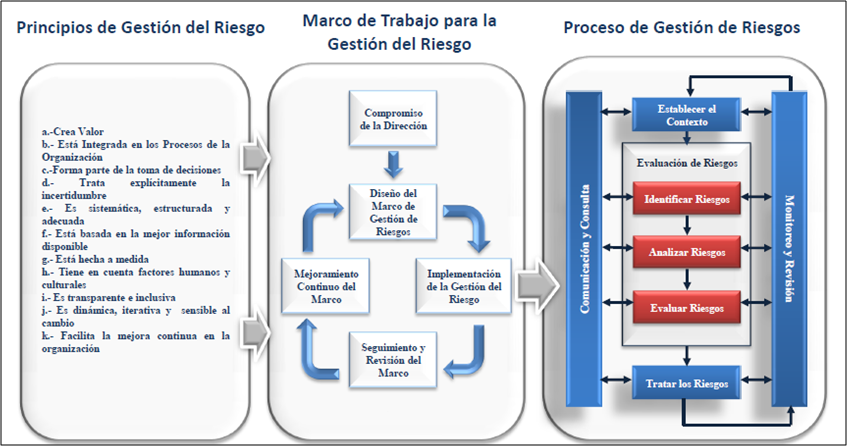 Principios de Gestión del Riesgo
a.-Crea Valor
b.- Está Integrada en los Procesos de la
Organización
c.-Forma parte de la toma de decisiones
d.- Trata explícitamente la
incertidumbre
e.- Es sistemática, estructurada y
adecuada
f.- Está basada en la mejor información
disponible
g.- Está hecha a medida
h.- Tiene en cuenta factores humanos y
culturales
i.- Es transparente e inclusiva
j.- Es dinámica, iterativa y sensible al
cambio
k.- Facilita la mejora continua en la
organización
Marco de Trabajo para la
Gestión del Riesgo
Compromiso
de la Dirección
Diseño del
Marco de
Gestión de
Riesgos
Mejoramiento
Continuo del
Marco
Implementación
de la Gestión del
Riesgo
Seguimiento y
Revisión del
Marco
Proceso de Gestión de Riesgos
Comunicación y Consulta
Establecer el
Contexto
Evaluación de Riesgos
Identificar Riesgos
Analizar Riesgos
Evaluar Riesgos
Tratar los Riesgos
Monitoreo y Revisión